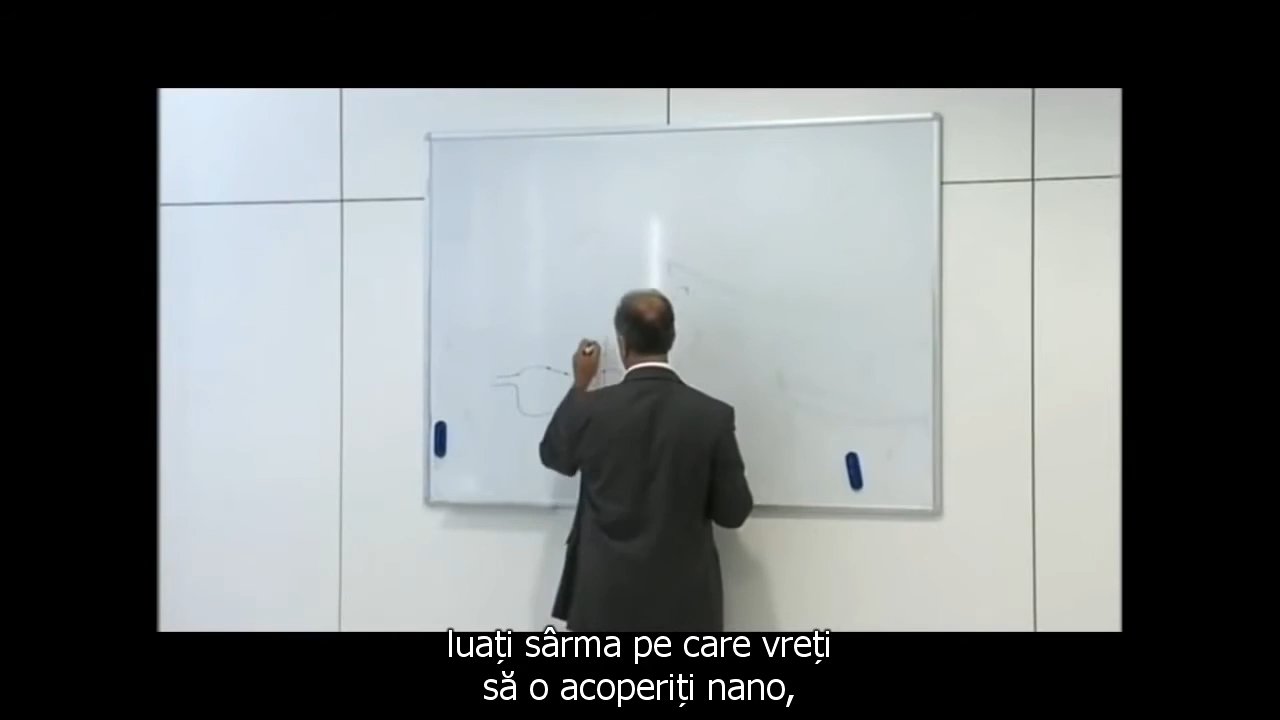 luați sârma pe care vreți
să o acoperiți nano,